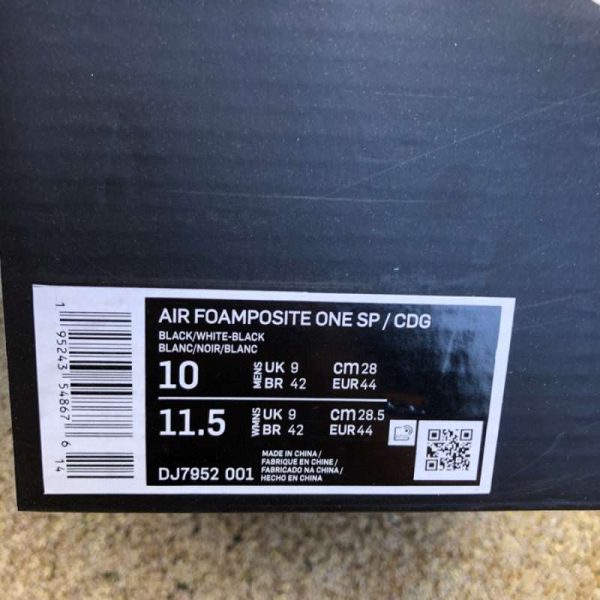 AIR FOAMPOSITE ONE SP / CDG
BLACK/WHITE-BLACK
BLANC/NOIR/BLANC
10 MENS UK 9 cm 28
BR 42 EUR 44
11.5 WMNS UK 9 cm 28.5
BR 42 EUR 44
DJ7952 001
MADE IN CHINA /
FABRIQUE EN CHINE /
FABRICADO NA CHINA /
HECHO EN CHINA
1 95243 54867 6 14